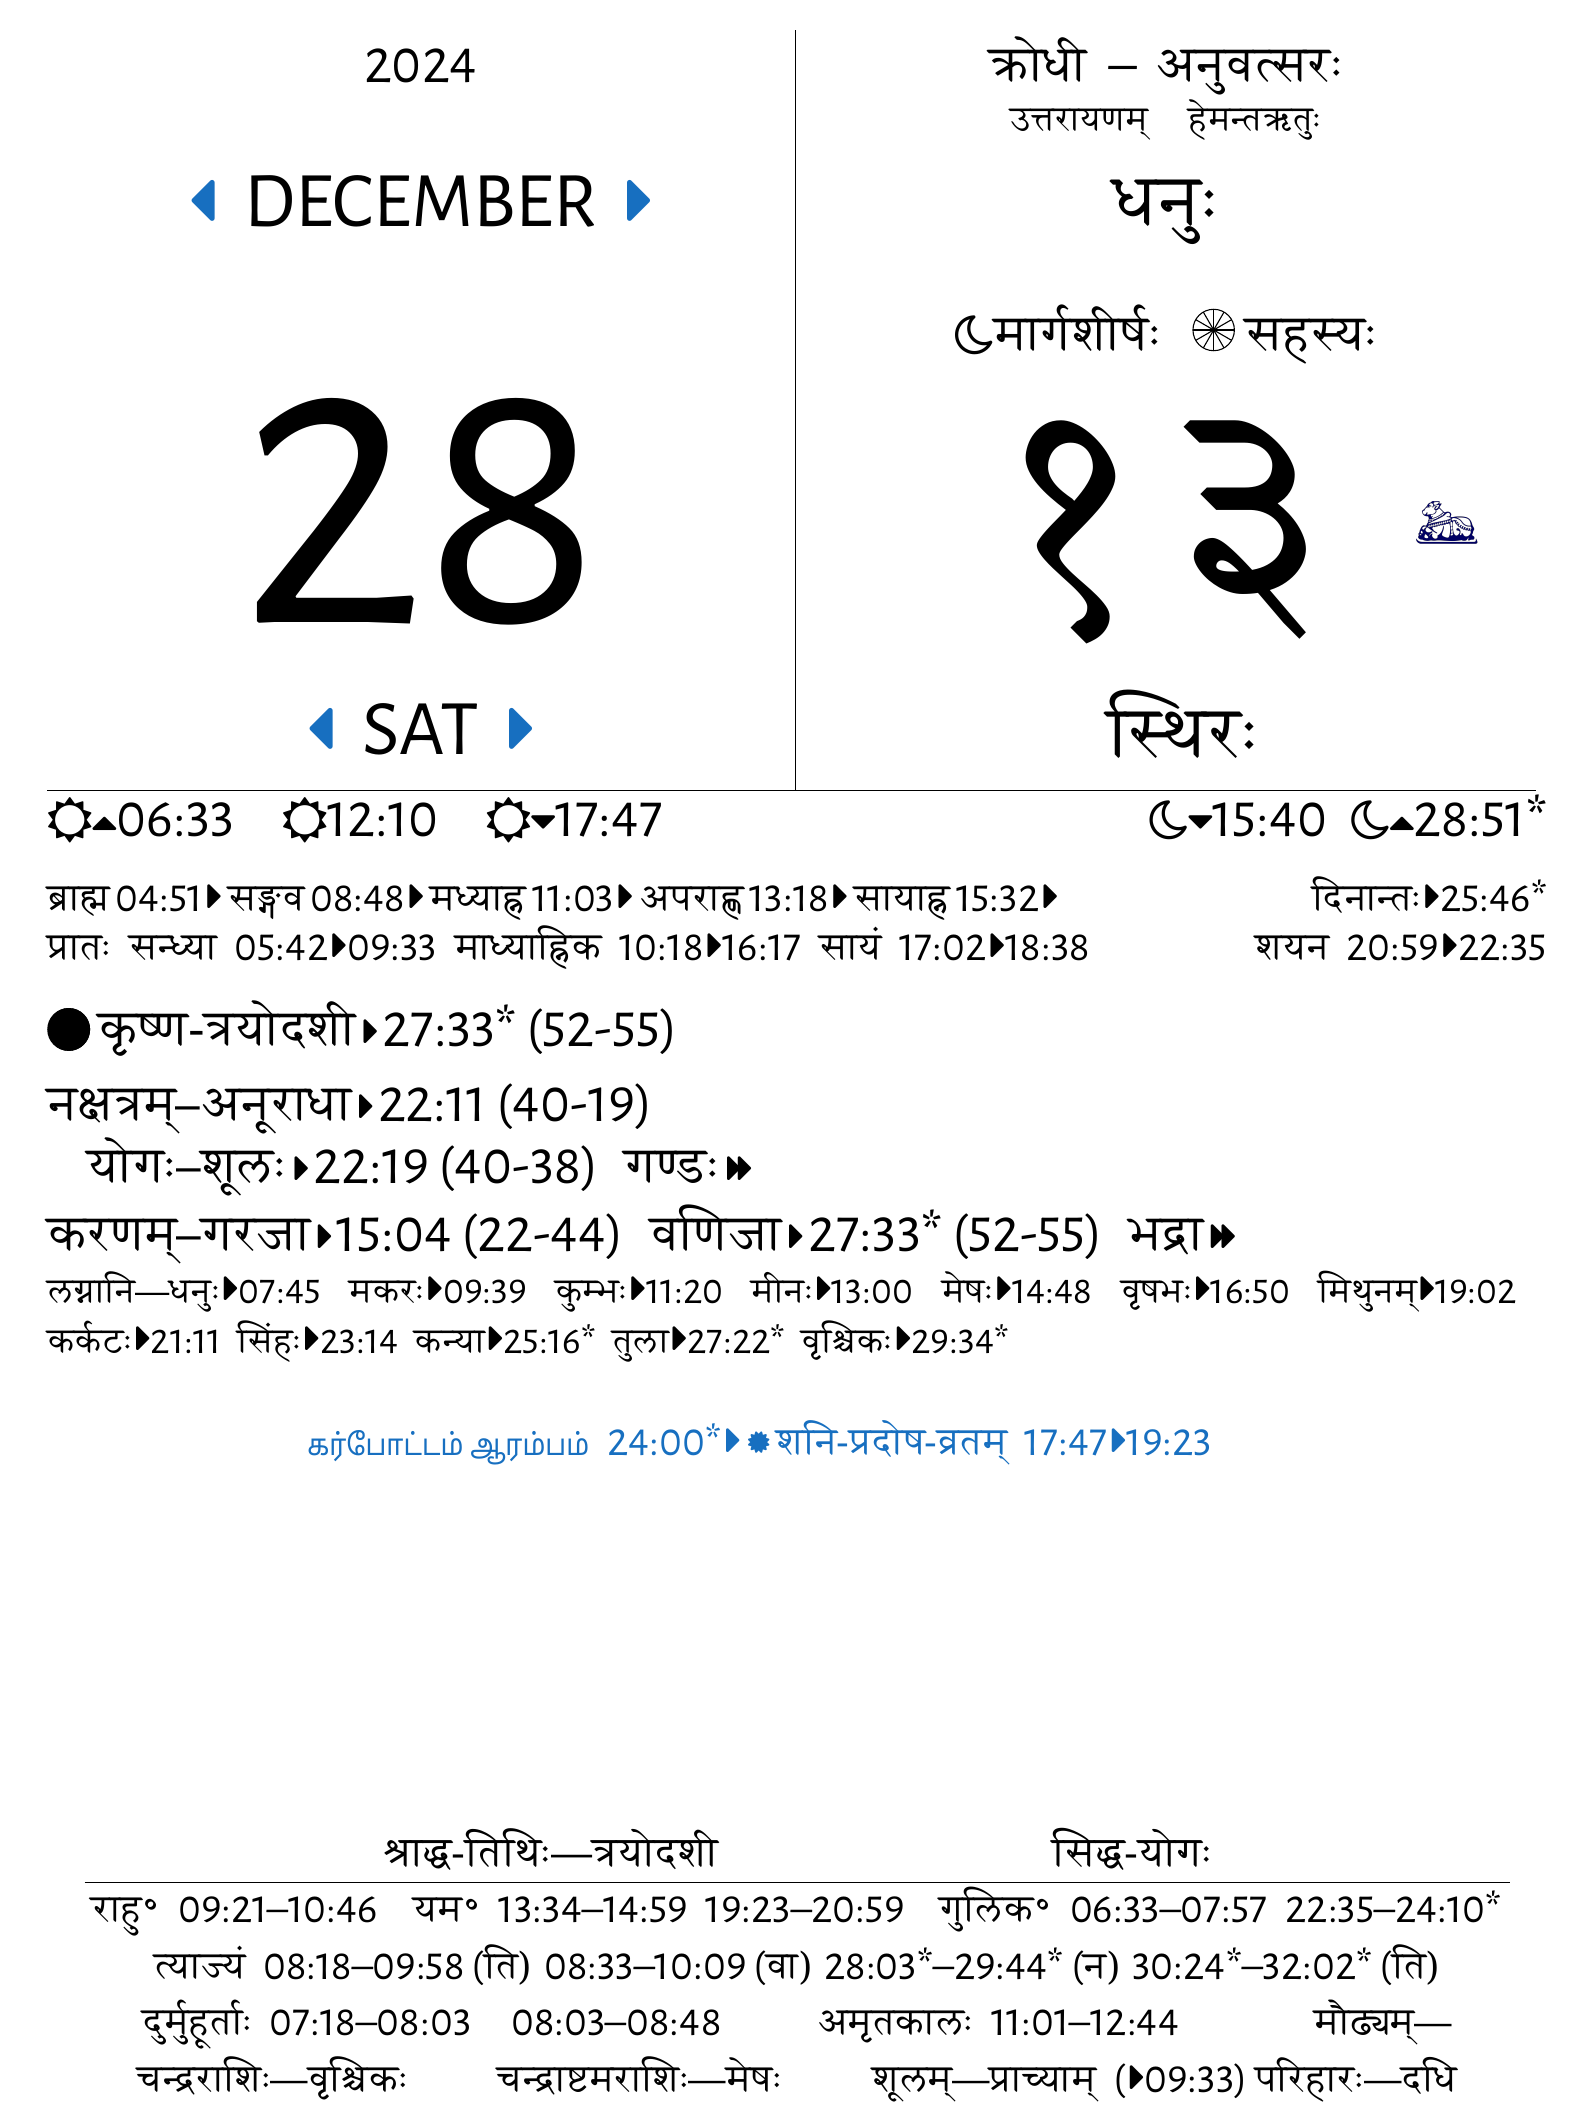 2024
DECEMBER
28
SAT
क्रोधी – अनुवत्सरः
उत्तरायणम् हेमन्तऋतुः
धनुः
मार्गशीर्षः सहस्यः
१३
स्थिरः
06:33 12:10 17:47 15:40 28:51*
ब्राह्म 04:51 सङ्गव 08:48 मध्याह्न 11:03 अपराह्ण 13:18 सायाह्न 15:32 दिनान्तः 25:46*
प्रातः सन्ध्या 05:42 09:33 माध्याह्निक 10:18 16:17 सायं 17:02 18:38 शयन 20:59 22:35
कृष्ण-त्रयोदशी 27:33* (52-55)
नक्षत्रम्–अनूराधा 22:11 (40-19)
योगः–शूलः 22:19 (40-38) गण्डः
करणम्–गरजा 15:04 (22-44) वणिजा 27:33* (52-55) भद्रा
लग्नानि—धनुः 07:45 मकरः 09:39 कुम्भः 11:20 मीनः 13:00 मेषः 14:48 वृषभः 16:50 मिथुनम् 19:02
कर्कटः 21:11 सिंहः 23:14 कन्या 25:16* तुला 27:22* वृश्चिकः 29:34*
கர்போட்டம் ஆரம்பம் 24:00* शनि-प्रदोष-व्रतम् 17:47 19:23
श्राद्ध-तिथिः—त्रयोदशी सिद्ध-योगः
राहु॰ 09:21–10:46 यम॰ 13:34–14:59 19:23–20:59 गुलिक॰ 06:33–07:57 22:35–24:10*
त्याज्यं 08:18–09:58 (ति) 08:33–10:09 (वा) 28:03*–29:44* (न) 30:24*–32:02* (ति)
दुर्मुहूर्ताः 07:18–08:03 08:03–08:48 अमृतकालः 11:01–12:44 मौढ्यम्—
चन्द्रराशिः—वृश्चिकः चन्द्राष्टमराशिः—मेषः शूलम्—प्राच्याम् (09:33) परिहारः—दधि